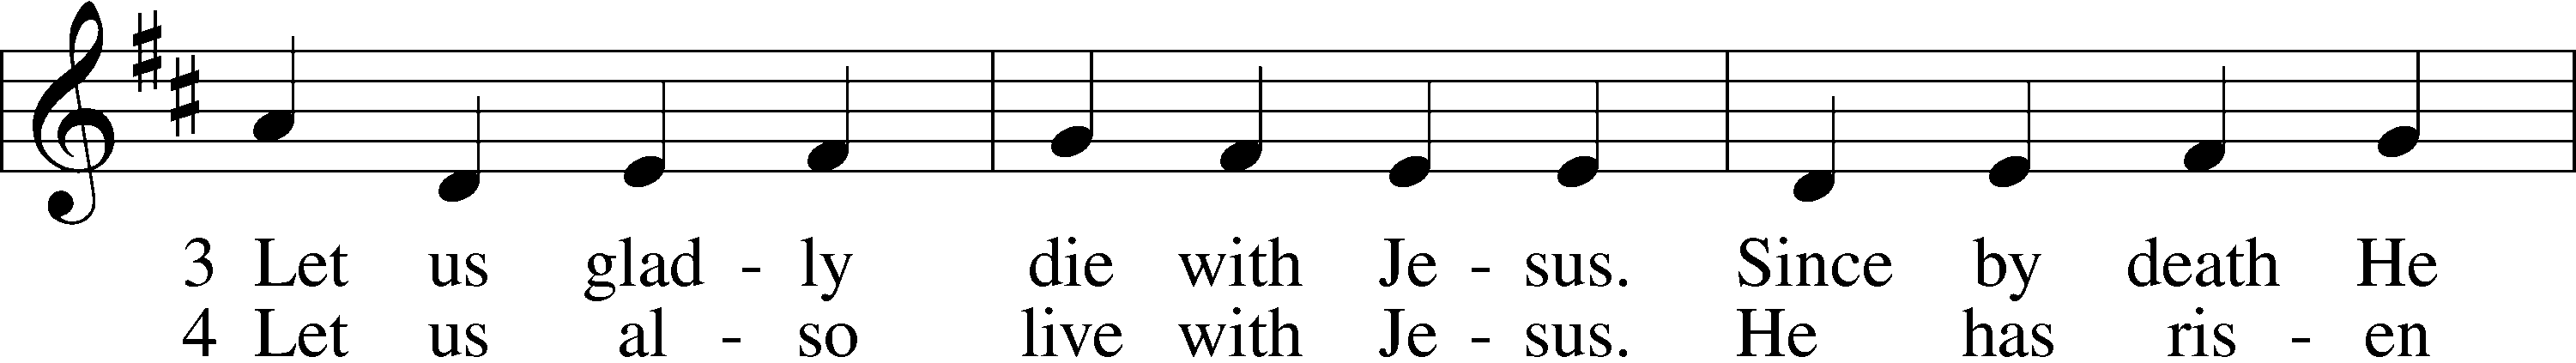 3 Let us glad - ly die with Je - sus. Since by death He
4 Let us al - so live with Je - sus. He has ris - en